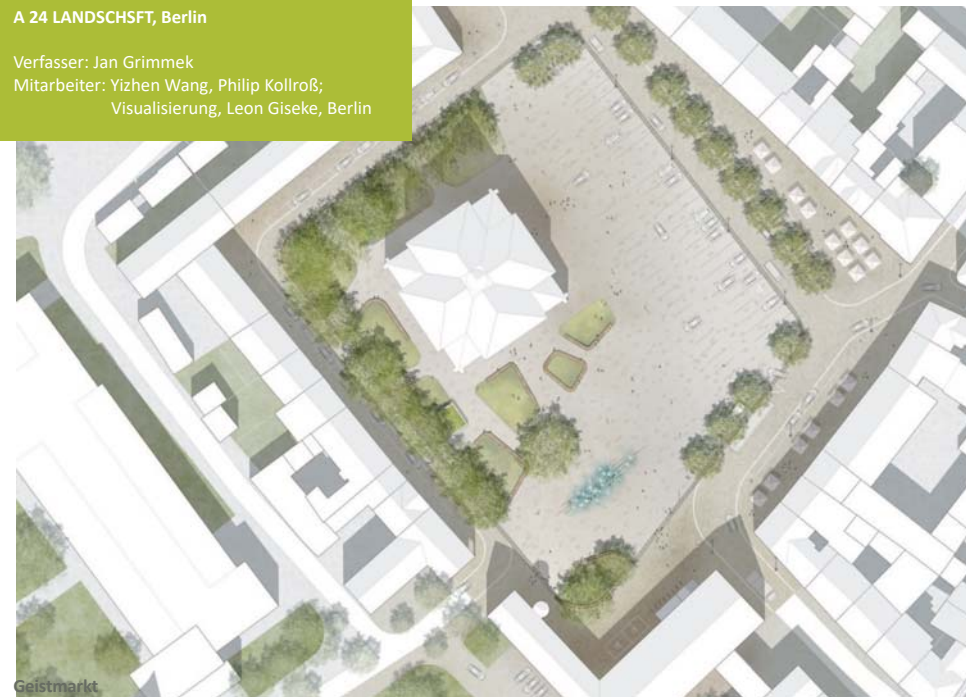 A 24 LANDSCHSFT, Berlin
Verfasser: Jan Grimmek
Mitarbeiter: Yizhen Wang, Philip Kollroß;
Visualisierung, Leon Giseke, Berlin
Geistmarkt